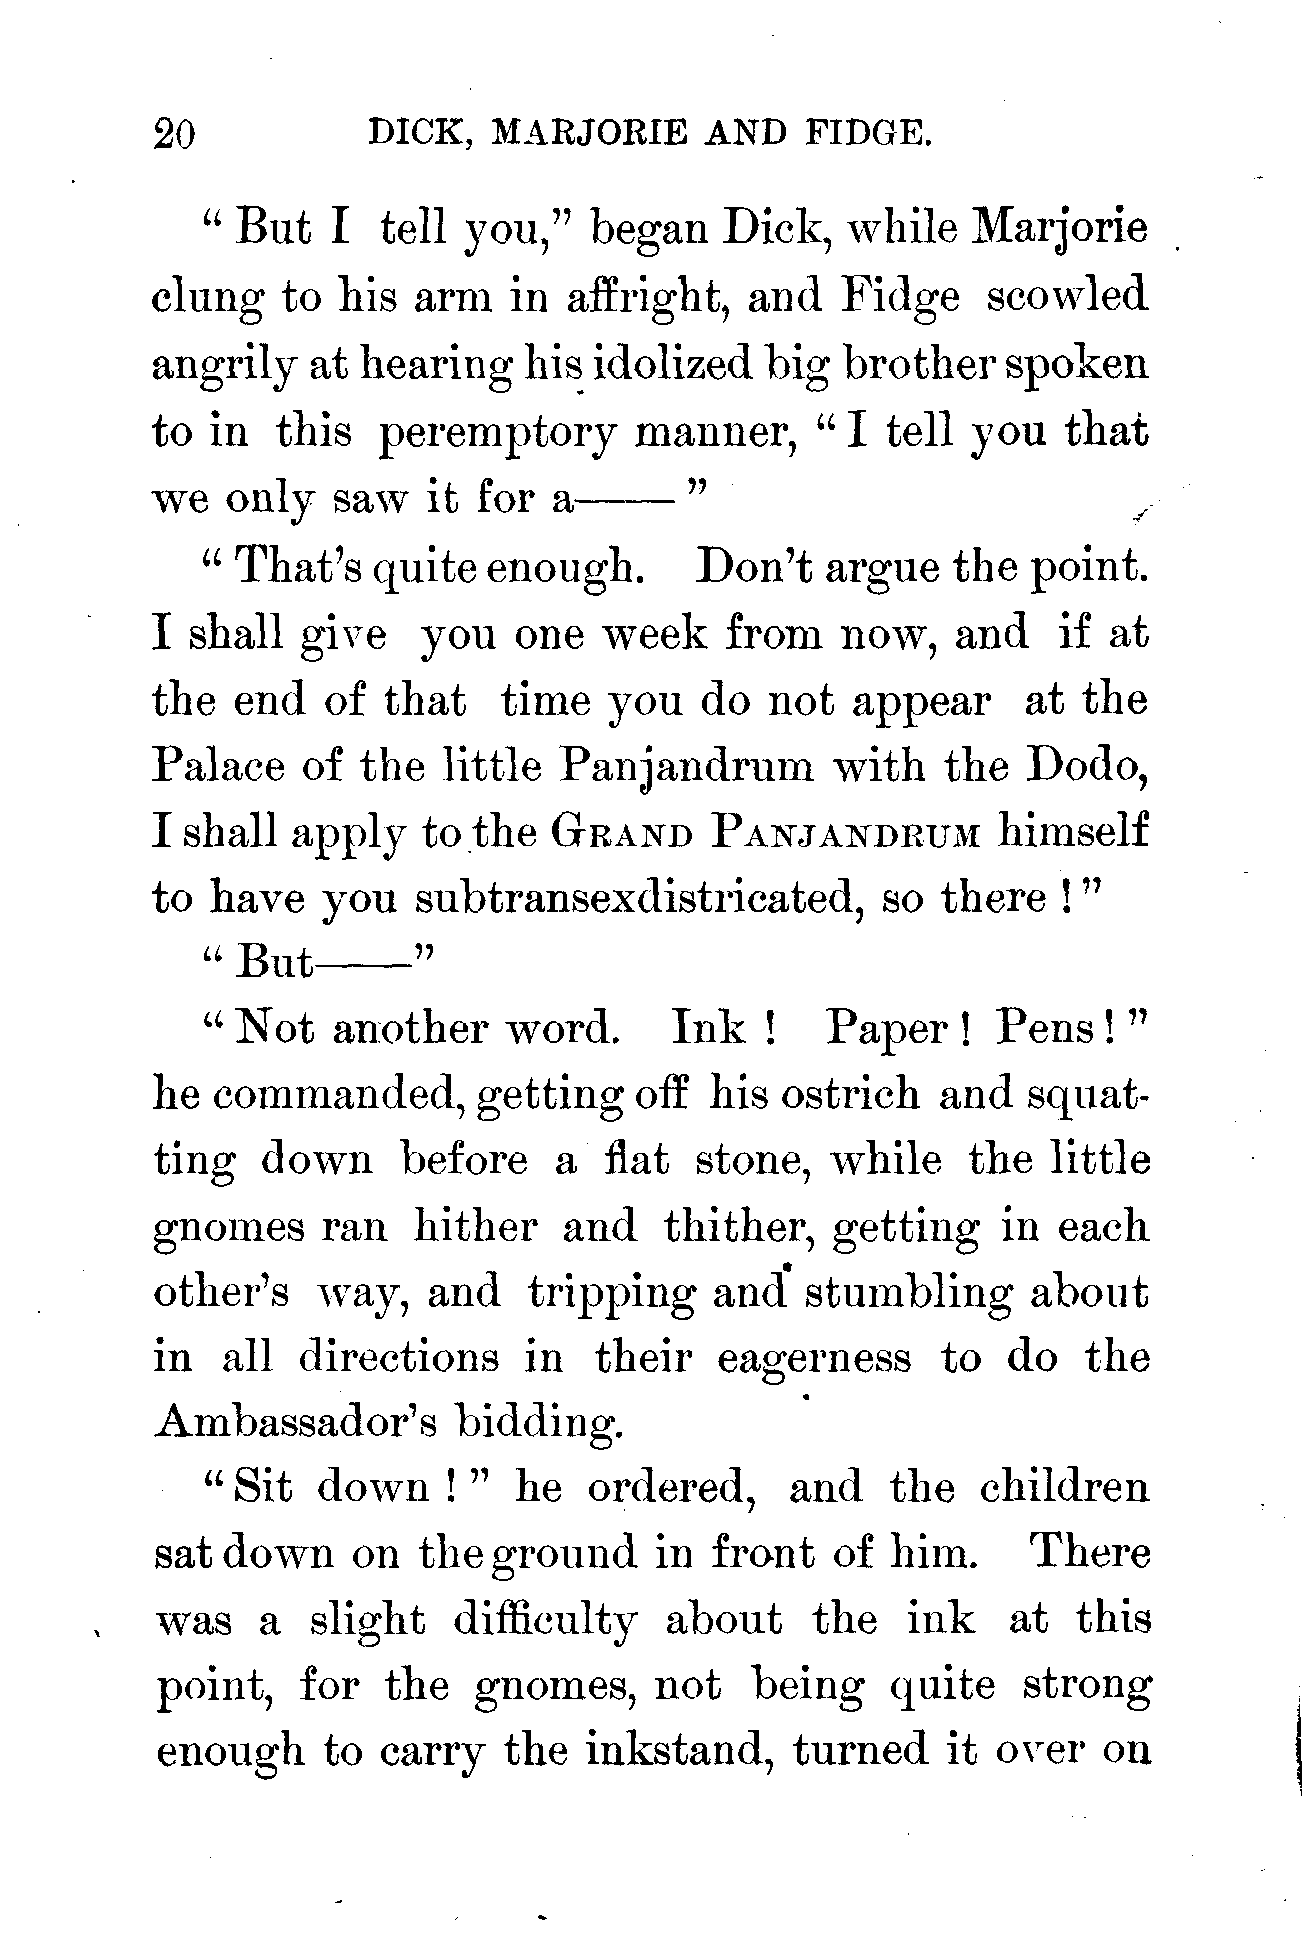 20 DICK, MARJORIE AND FIDGE.
“ But I tell you,” began Dick, while Marjorie
clung to his arm in affright, and Fidge scowled
angrily at hearing his idolized big brother spoken
to in this peremptory manner, “ I tell you that
we only saw it for a—— ”
“ That’s quite enough. Don’t argue the point.
I shall give you one week from now, and if at
the end of that time you do not appear at the
Palace of the little Panjandrum with the Dodo,
I shall apply to the GRAND PANJANDRUM himself
to have you subtransexdistricated, so there ! ”
“ But——”
“ Not another word. Ink ! Paper ! Pens ! ”
he commanded, getting off his ostrich and squat-
ting down before a flat stone, while the little
gnomes ran hither and thither, getting in each
other’s way, and tripping and stumbling about
in all directions in their eagerness to do the
Ambassador’s bidding.
“ Sit down ! ” he ordered, and the children
sat down on the ground in front of him. There
was a slight difficulty about the ink at this
point, for the gnomes, not being quite strong
enough to carry the inkstand, turned it over on